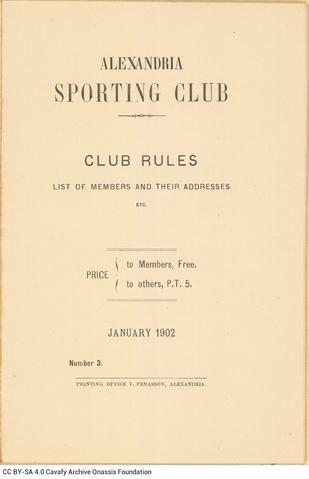 ALEXANDRIA
SPORTING CLUB
CLUB RULES
LIST OF MEMBERS AND THEIR ADDRESSES
ETC.
PRICE
to Members, Free.
to others, P.T. 5.
JANUARY 1902
Number 3.
PRINTING OFFICE V. PENASSON, ALEXANDRIA.
CC BY-SA 4.0 Cavafy Archive Onassis Foundation